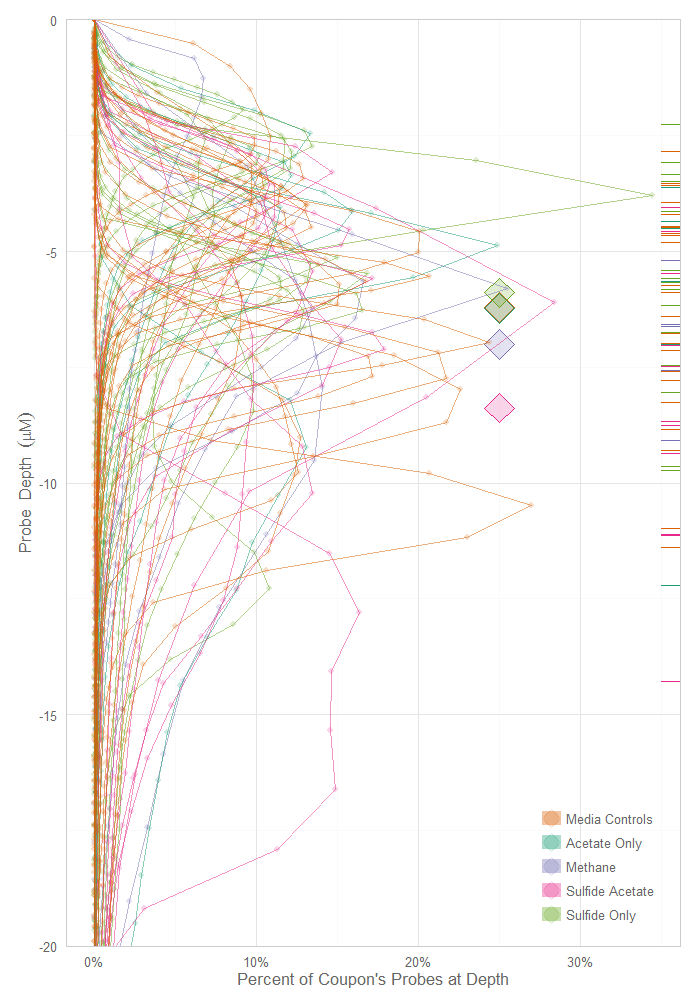 0
-5
-10
-15
-20
Probe Depth (µM)
Media Controls
Acetate Only
Methane
Sulfide Acetate
Sulfide Only
0% 10% 20% 30%
Percent of Coupon's Probes at Depth